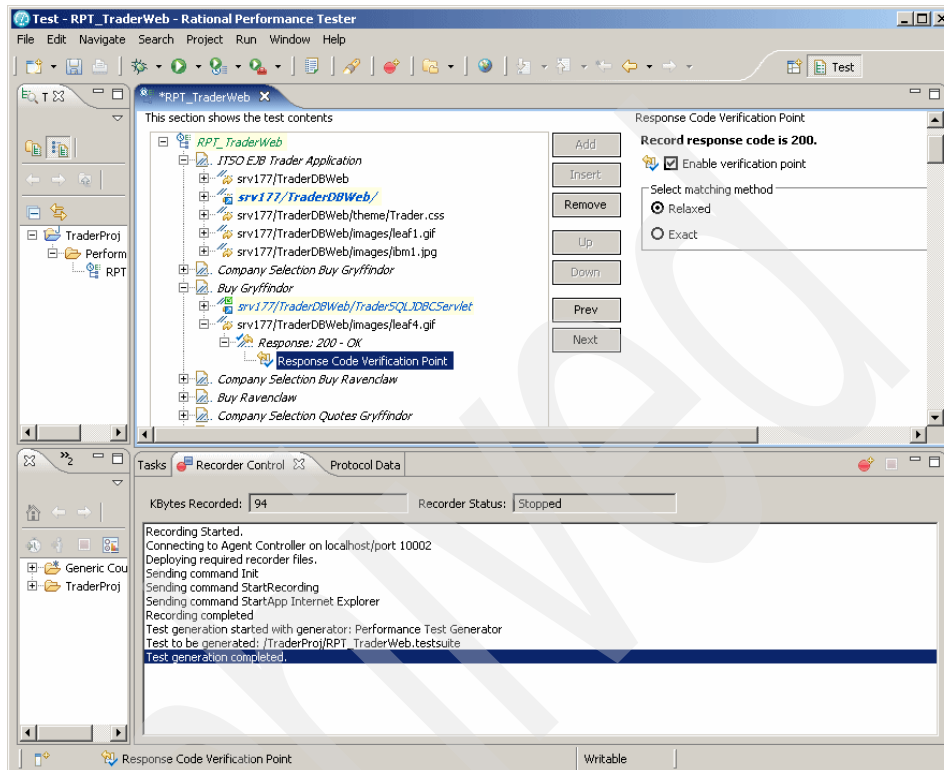 Test - RPT_TraderWeb - Rational Performance Tester
File Edit Navigate Search Project Run Window Help
Test
T
*RPT_TraderWeb
This section shows the test contents
RPT_TraderWeb
ITSO EJB Trader Application
srv177/TraderDBWeb
srv177/TraderDBWeb/
srv177/TraderDBWeb/theme/Trader.css
srv177/TraderDBWeb/images/leaf1.gif
srv177/TraderDBWeb/images/ibm1.jpg
Company Selection Buy Gryffindor
Buy Gryffindor
srv177/TraderDBWeb/TraderSQLJDBCServlet
srv177/TraderDBWeb/images/leaf4.gif
Response: 200 - OK
Response Code Verification Point
Company Selection Buy Ravenclaw
Buy Ravenclaw
Company Selection Quotes Gryffindor
Add
Insert
Remove
Up
Down
Prev
Next
Response Code Verification Point
Record response code is 200.
Enable verification point
Select matching method
Relaxed
Exact
TraderProj
Perform
RPT
»2
Generic Cou
TraderProj
Tasks Recorder Control Protocol Data
KBytes Recorded: 94 Recorder Status: Stopped
Recording Started.
Connecting to Agent Controller on localhost/port 10002
Deploying required recorder files.
Sending command Init
Sending command StartRecording
Sending command StartApp Internet Explorer
Recording completed
Test generation started with generator: Performance Test Generator
Test to be generated: /TraderProj/RPT_TraderWeb.testsuite
Test generation completed.
Response Code Verification Point Writable